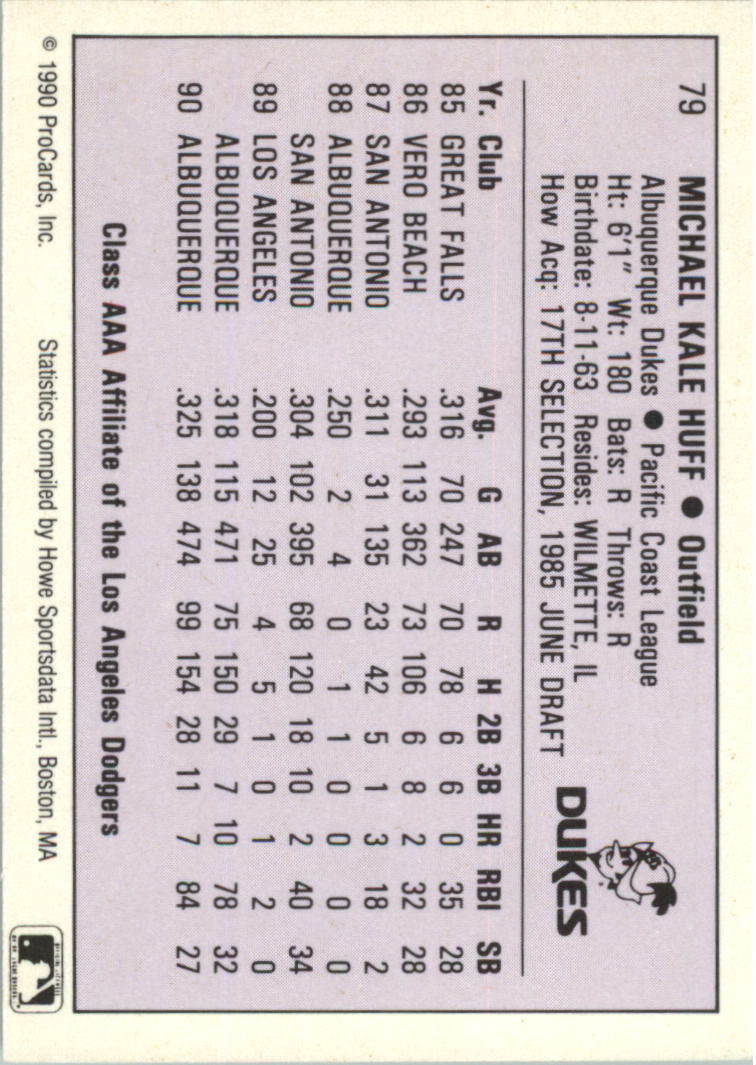 79 MICHAEL KALE HUFF ● Outfield
Albuquerque Dukes ● Pacific Coast League
Ht: 6'1" Wt: 180 Bats: R Throws: R
Birthdate: 8-11-63 Resides: WILMETTE, IL
How Acq: 17TH SELECTION, 1985 JUNE DRAFT
DUKES
Yr. Club Avg. G AB R H 2B 3B HR RBI SB
85 GREAT FALLS .316 70 247 70 78 6 6 0 35 28
86 VERO BEACH .293 113 362 73 106 6 8 2 32 28
87 SAN ANTONIO .311 31 135 23 42 5 1 3 18 2
88 ALBUQUERQUE .250 2 4 0 1 1 0 0 0 0
SAN ANTONIO .304 102 395 68 120 18 10 2 40 34
89 LOS ANGELES .200 12 25 4 5 1 0 1 2 0
ALBUQUERQUE .318 115 471 75 150 29 7 10 78 32
90 ALBUQUERQUE .325 138 474 99 154 28 11 7 84 27
Class AAA Affiliate of the Los Angeles Dodgers
© 1990 ProCards, Inc. Statistics compiled by Howe Sportsdata Intl., Boston, MA